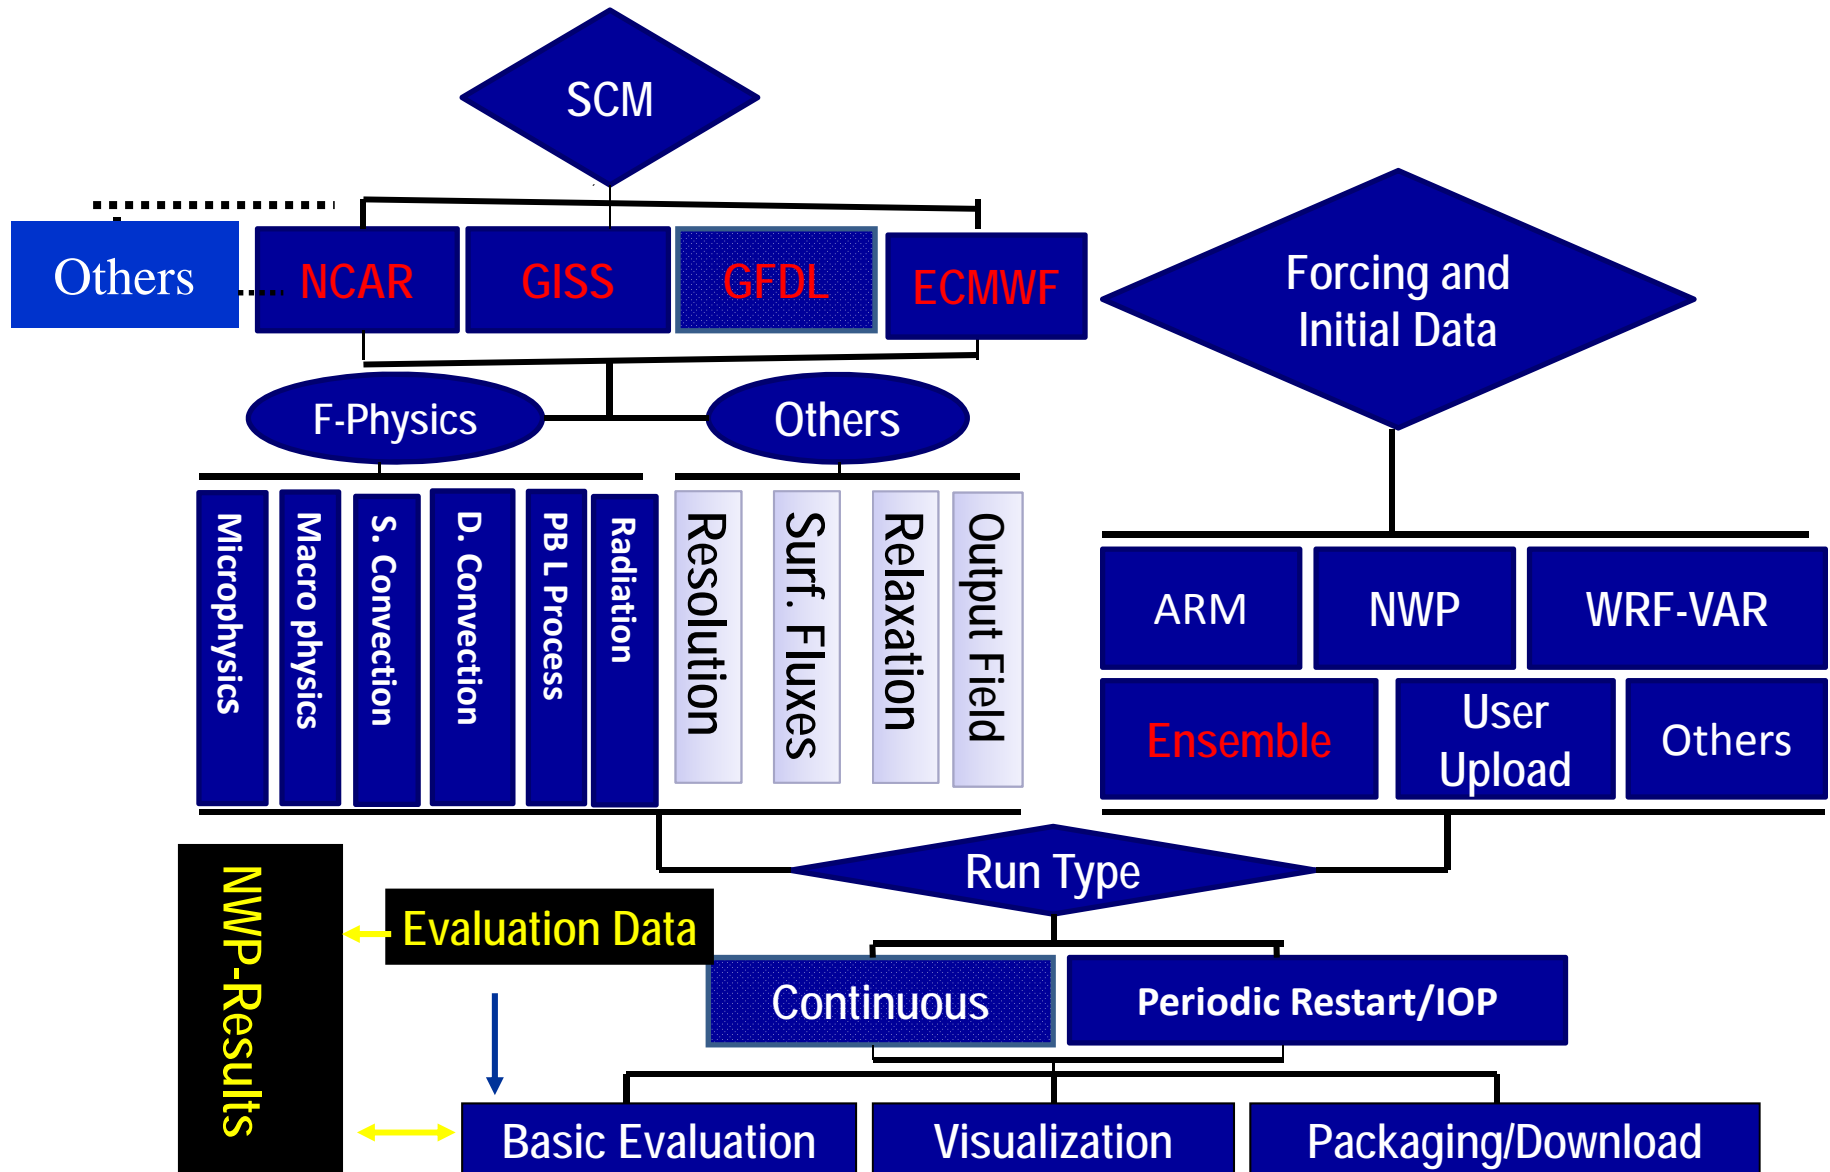 SCM
Others
NCAR
GISS
GFDL
ECMWF
Forcing and
Initial Data
F-Physics
Others
Microphysics
Macro physics
S. Convection
D. Convection
PB L Process
Radiation
Resolution
Surf. Fluxes
Relaxation
Output Field
ARM
NWP
WRF-VAR
Ensemble
User
Upload
Others
Run Type
NWP-Results
Evaluation Data
Continuous
Periodic Restart/IOP
Basic Evaluation
Visualization
Packaging/Download